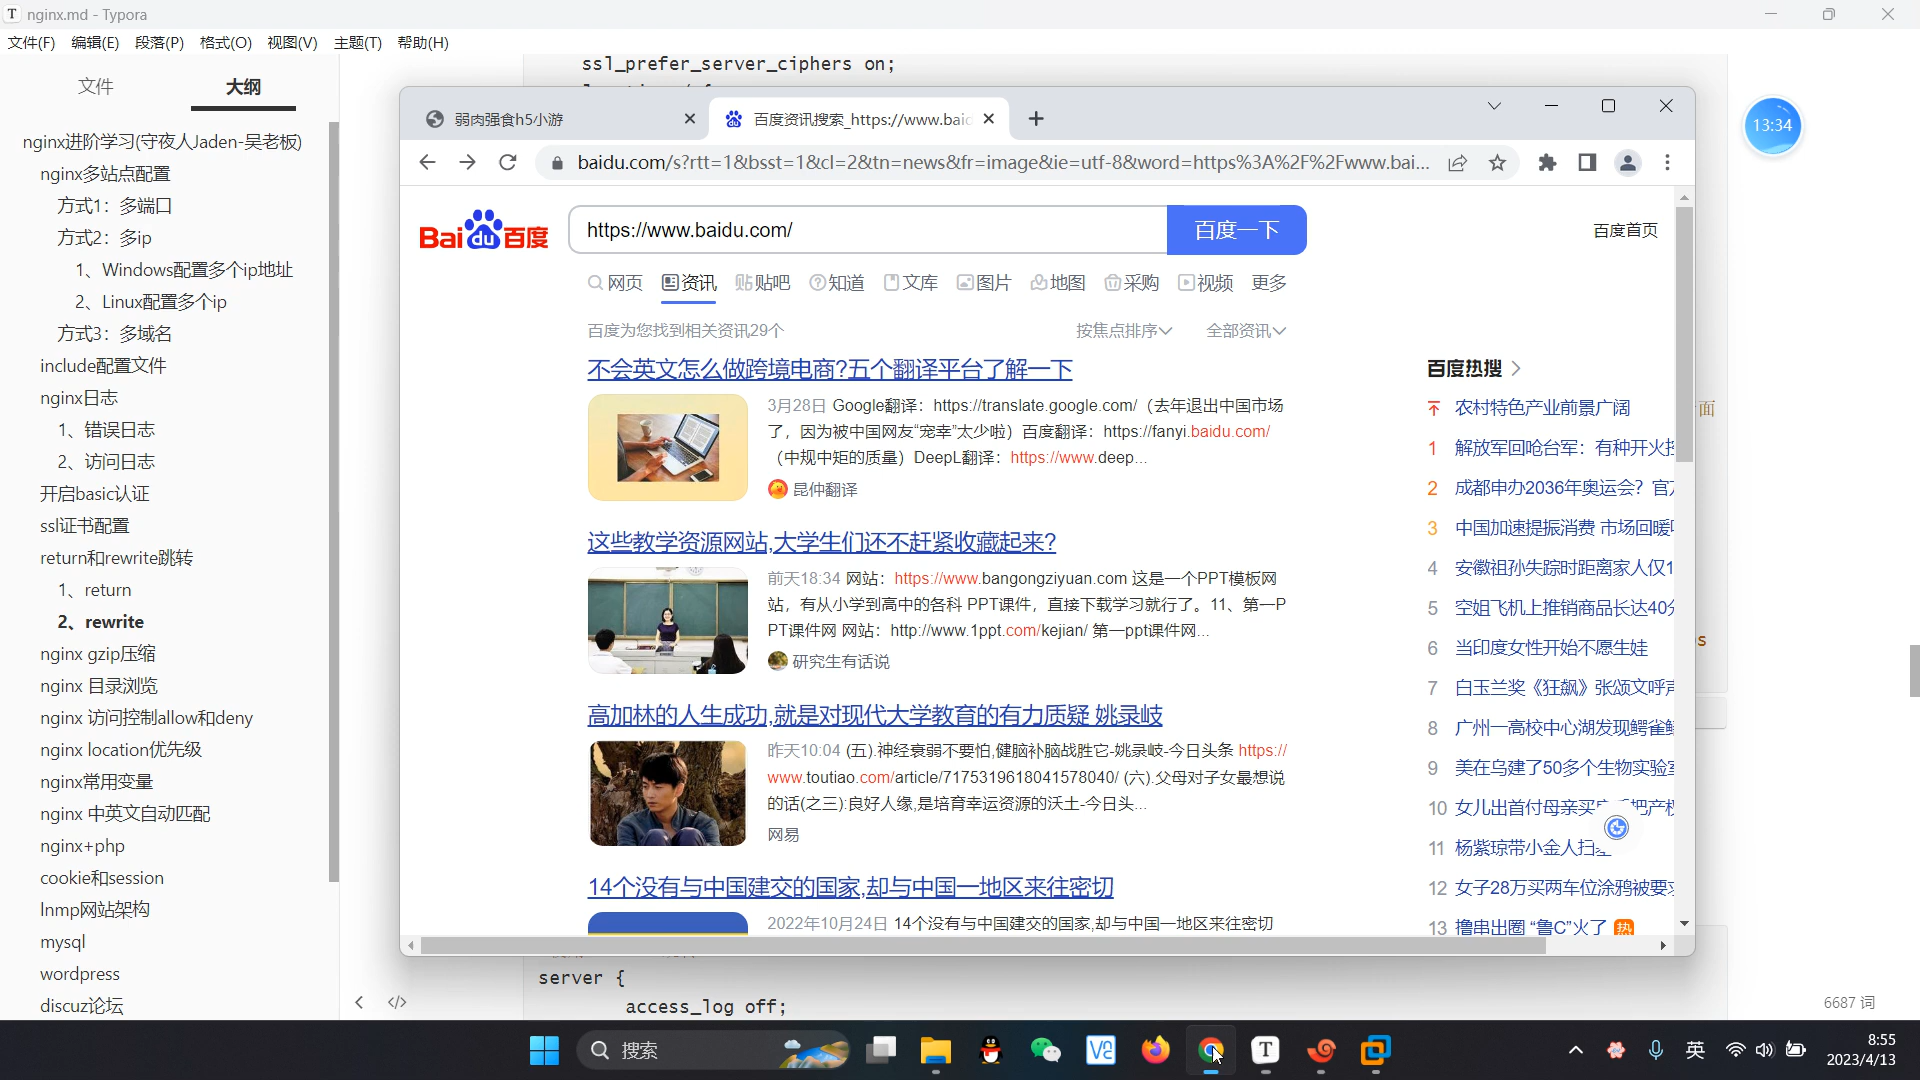 nginx.md - Typora
文件(F) 编辑(E) 段落(P) 格式(O) 视图(V) 主题(T) 帮助(H)
文件
大纲
nginx进阶学习(守夜人Jaden-吴老板)
nginx多站点配置
方式1：多端口
方式2：多ip
1、Windows配置多个ip地址
2、Linux配置多个ip
方式3：多域名
include配置文件
nginx日志
1、错误日志
2、访问日志
开启basic认证
ssl证书配置
return和rewrite跳转
1、return
2、rewrite
nginx gzip压缩
nginx 目录浏览
nginx 访问控制allow和deny
nginx location优先级
nginx常用变量
nginx 中英文自动匹配
nginx+php
cookie和session
lnmp网站架构
mysql
wordpress
discuz论坛
ssl_prefer_server_ciphers on;
弱肉强食h5小游
百度资讯搜索_https://www.bai
baidu.com/s?rtt=1&bsst=1&cl=2&tn=news&fr=image&ie=utf-8&word=https%3A%2F%2Fwww.bai...
Bai du 百度
https://www.baidu.com/
百度一下
百度首页
网页 资讯 贴吧 知道 文库 图片 地图 采购 视频 更多
百度为您找到相关资讯29个
按焦点排序
全部资讯
不会英文怎么做跨境电商?五个翻译平台了解一下
3月28日 Google翻译：https://translate.google.com/（去年退出中国市场
了，因为被中国网友“宠幸”太少啦）百度翻译：https://fanyi.baidu.com/
（中规中矩的质量）DeepL翻译：https://www.deep...
昆仲翻译
这些教学资源网站,大学生们还不赶紧收藏起来?
前天18:34 网站：https://www.bangongziyuan.com 这是一个PPT模板网
站，有从小学到高中的各科 PPT课件，直接下载学习就行了。11、第一P
PT课件网 网站：http://www.1ppt.com/kejian/ 第一ppt课件网...
研究生有话说
高加林的人生成功,就是对现代大学教育的有力质疑 姚录岐
昨天10:04 (五).神经衰弱不要怕,健脑补脑战胜它-姚录岐-今日头条 https://
www.toutiao.com/article/7175319618041578040/ (六).父母对子女最想说
的话(之三):良好人缘,是培育幸运资源的沃土-今日头...
网易
14个没有与中国建交的国家,却与中国一地区来往密切
2022年10月24日 14个没有与中国建交的国家,却与中国一地区来往密切
百度热搜
农村特色产业前景广阔
1 解放军回呛台军：有种开火
2 成都申办2036年奥运会？官
3 中国加速提振消费 市场回暖
4 安徽祖孙失踪时距离家人仅1
5 空姐飞机上推销商品长达40
6 当印度女性开始不愿生娃
7 白玉兰奖《狂飙》张颂文呼
8 广州一高校中心湖发现鳄雀
9 美在乌建了50多个生物实验
10 女儿出首付母亲买 把产
11 杨紫琼带小金人扫
12 女子28万买两车位涂鸦被要
13 撸串出圈 “鲁C”火了 热
13:34
面
s
server {
access_log off;
6687 词
搜索
英
8:55
2023/4/13